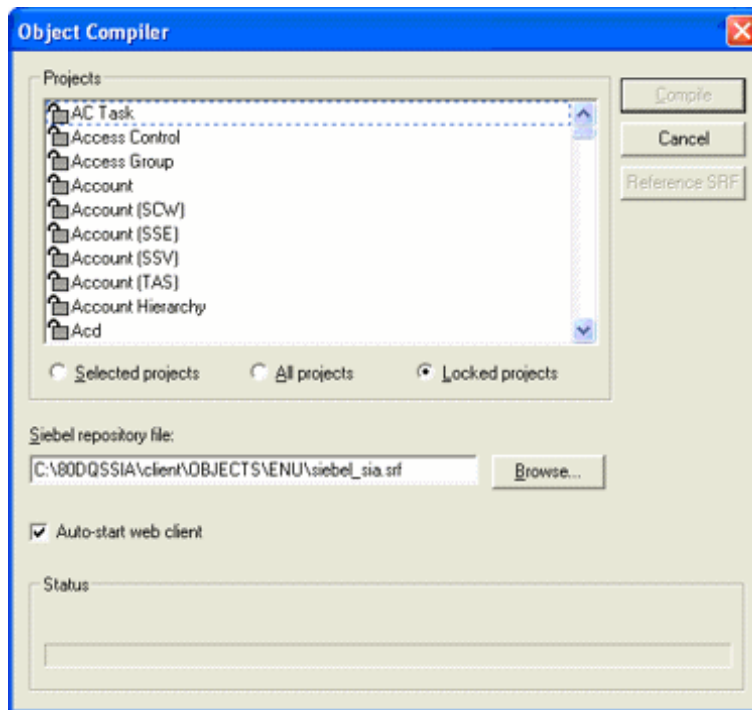 Object Compiler
Projects
AC Task
Access Control
Access Group
Account
Account (SCW)
Account (SSE)
Account (SSV)
Account (TAS)
Account Hierarchy
Acd
Selected projects All projects Locked projects
Compile
Cancel
Reference SRF
Siebel repository file:
C:\80DQSSIA\client\OBJECTS\ENU\siebel_sia.srf Browse...
Auto-start web client
Status